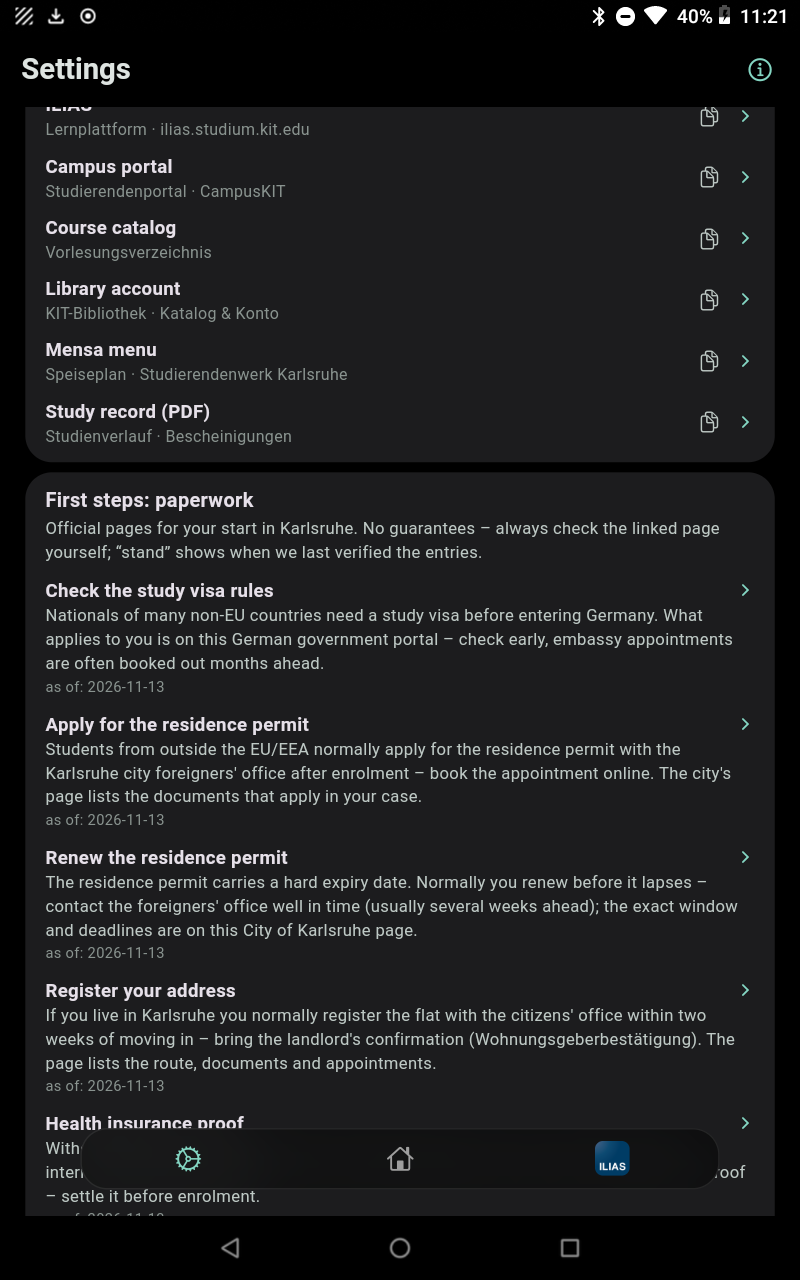 40% 11:21
Settings
ILIAS
Lernplattform · ilias.studium.kit.edu
Campus portal
Studierendenportal · CampusKIT
Course catalog
Vorlesungsverzeichnis
Library account
KIT-Bibliothek · Katalog & Konto
Mensa menu
Speiseplan · Studierendenwerk Karlsruhe
Study record (PDF)
Studienverlauf · Bescheinigungen
First steps: paperwork
Official pages for your start in Karlsruhe. No guarantees – always check the linked page
yourself; “stand” shows when we last verified the entries.
Check the study visa rules
Nationals of many non-EU countries need a study visa before entering Germany. What
applies to you is on this German government portal – check early, embassy appointments
are often booked out months ahead.
as of: 2026-11-13
Apply for the residence permit
Students from outside the EU/EEA normally apply for the residence permit with the
Karlsruhe city foreigners' office after enrolment – book the appointment online. The city's
page lists the documents that apply in your case.
as of: 2026-11-13
Renew the residence permit
The residence permit carries a hard expiry date. Normally you renew before it lapses –
contact the foreigners' office well in time (usually several weeks ahead); the exact window
and deadlines are on this City of Karlsruhe page.
as of: 2026-11-13
Register your address
If you live in Karlsruhe you normally register the flat with the citizens' office within two
weeks of moving in – bring the landlord's confirmation (Wohnungsgeberbestätigung). The
page lists the route, documents and appointments.
as of: 2026-11-13
Health insurance proof
– settle it before enrolment.
ILIAS